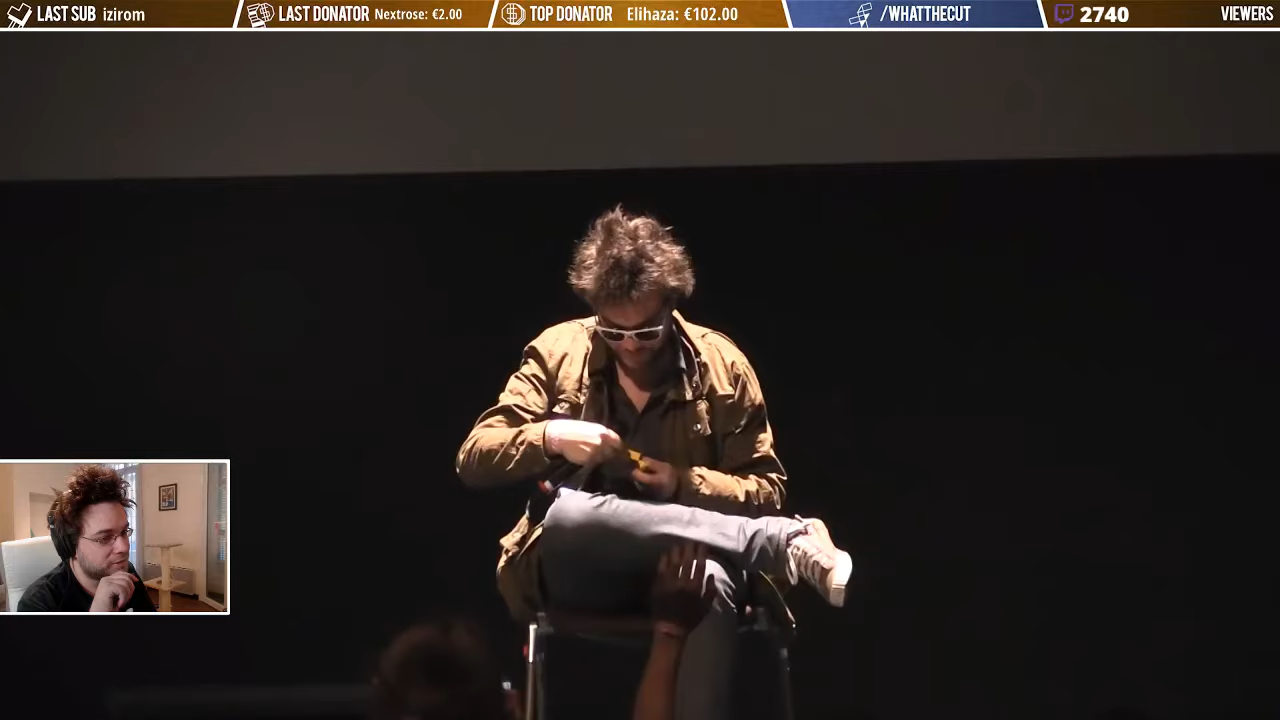 LAST SUB izirom
LAST DONATOR Nextrose: €2.00
TOP DONATOR Elihaza: €102.00
/WHATTHECUT
2740 VIEWERS